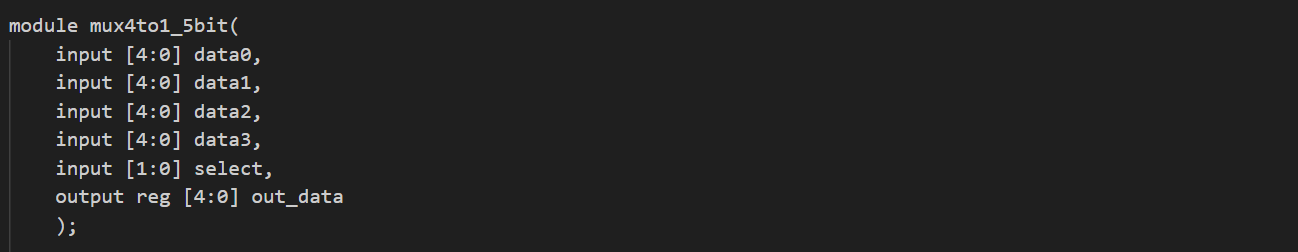 module mux4to1_5bit(
    input [4:0] data0,
    input [4:0] data1,
    input [4:0] data2,
    input [4:0] data3,
    input [1:0] select,
    output reg [4:0] out_data
    );